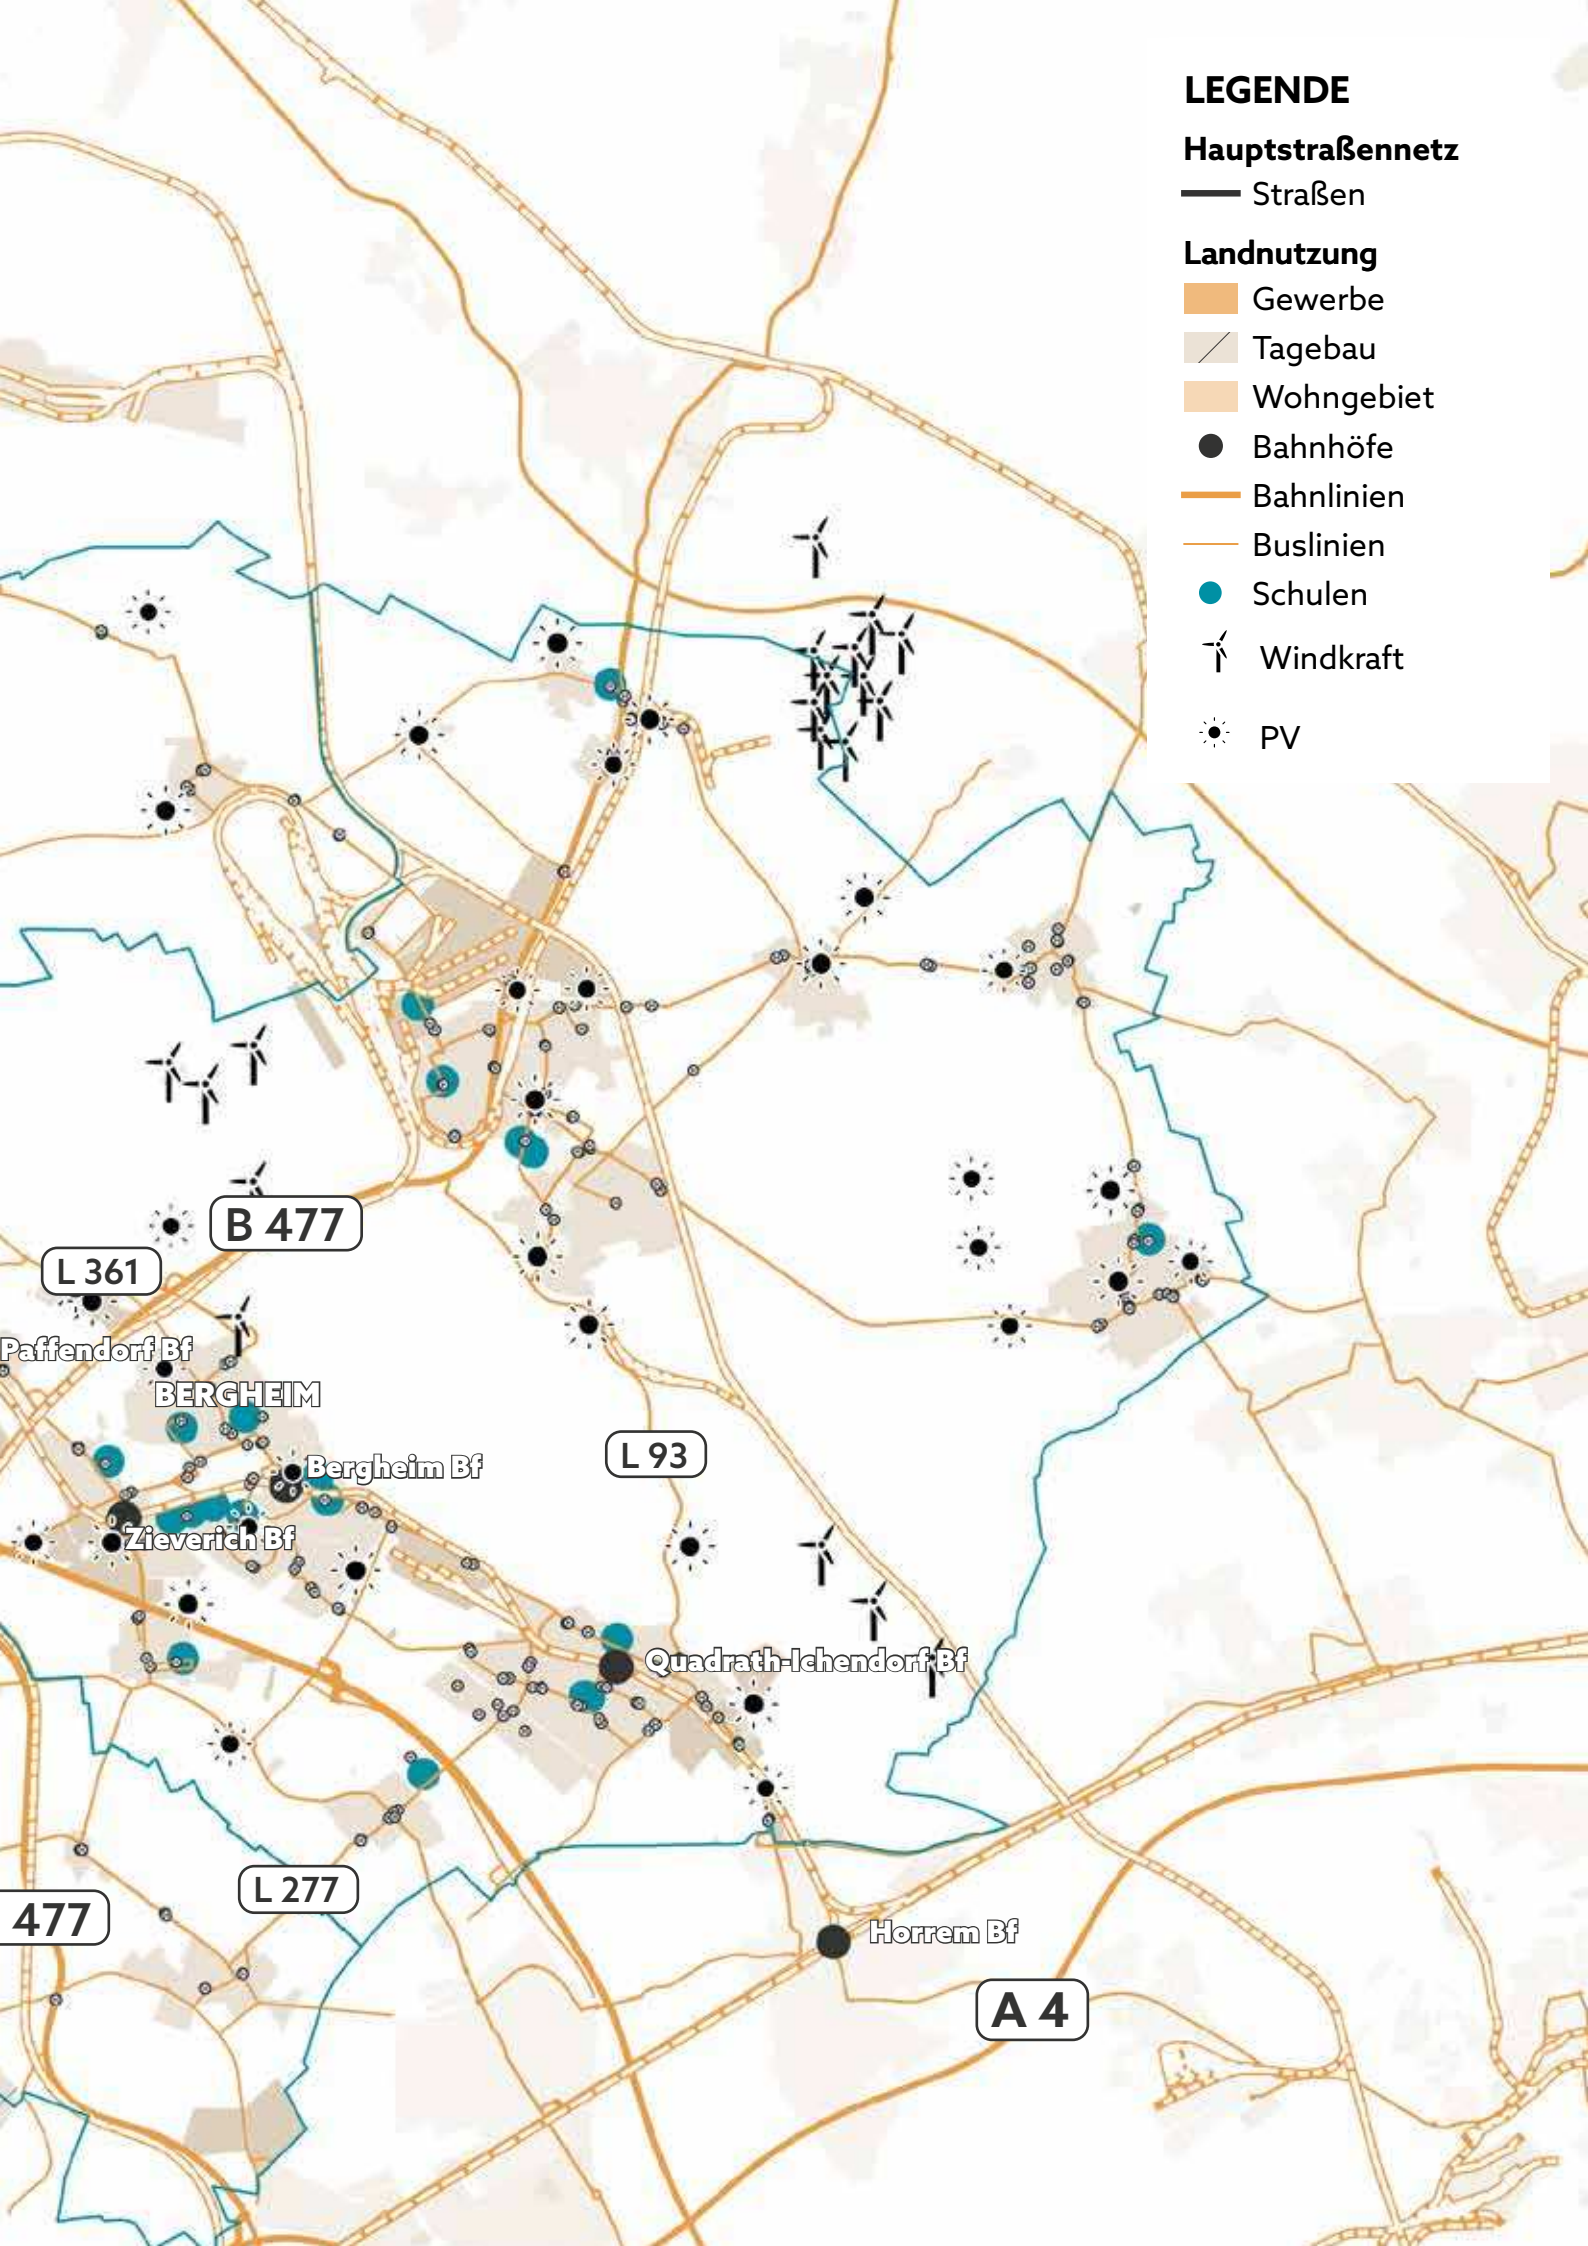 LEGENDE
Hauptstraßennetz
Straßen
Landnutzung
Gewerbe
Tagebau
Wohngebiet
Bahnhöfe
Bahnlinien
Buslinien
Schulen
Windkraft
PV
B 477
L 361
Paffendorf Bf
BERGHEIM
Bergheim Bf
L 93
Zieverich Bf
Quadrath-Ichendorf Bf
L 277
477
Horrem Bf
A 4